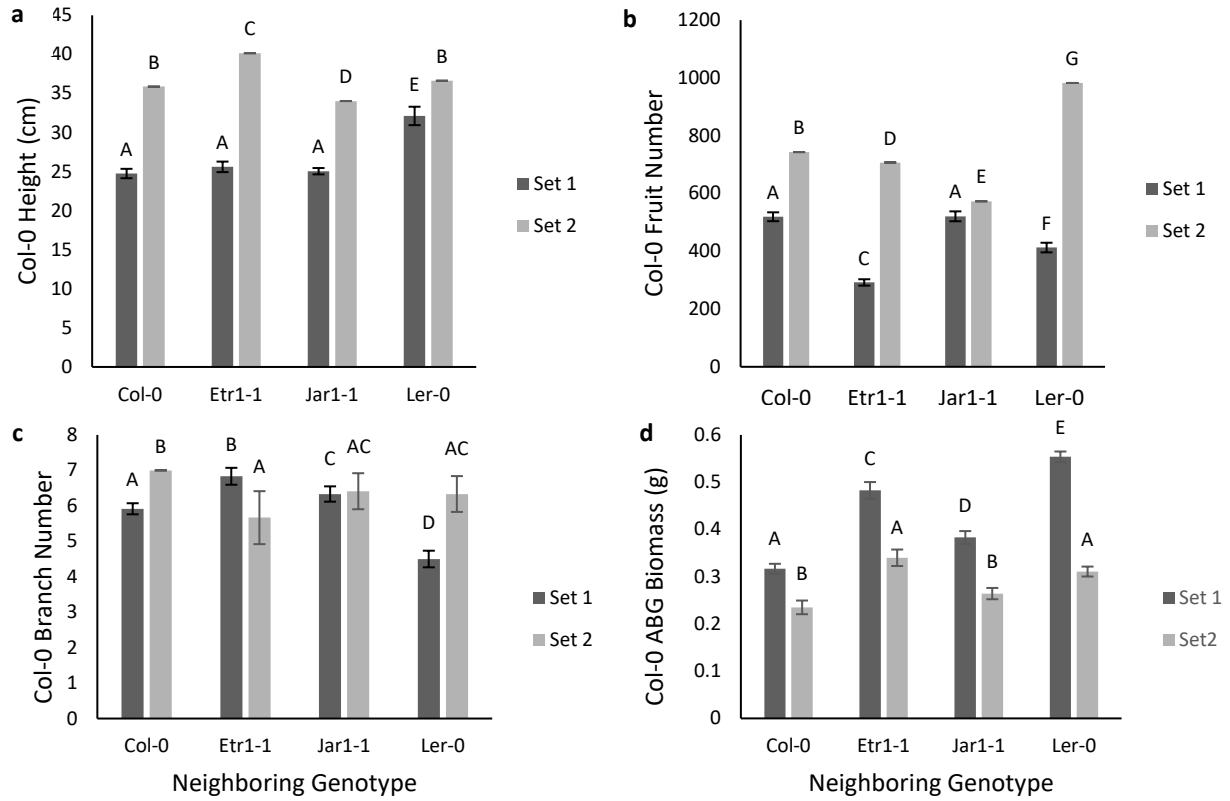 a
Col-0 Height (cm)
45
40
35
30
25
20
15
10
5
0
A
B
A
C
A
D
E
B
Col-0
Etr1-1
Jar1-1
Ler-0
Set 1
Set 2
b
Col-0 Fruit Number
1200
1000
800
600
400
200
0
A
B
C
D
A
E
F
G
Col-0
Etr1-1
Jar1-1
Ler-0
Set 1
Set 2
c
Col-0 Branch Number
8
7
6
5
4
3
2
1
0
A
B
B
A
C
AC
D
AC
Col-0
Etr1-1
Jar1-1
Ler-0
Neighboring Genotype
Set 1
Set 2
d
Col-0 ABG Biomass (g)
0.6
0.5
0.4
0.3
0.2
0.1
0
A
B
C
A
D
B
E
A
Col-0
Etr1-1
Jar1-1
Ler-0
Neighboring Genotype
Set 1
Set2